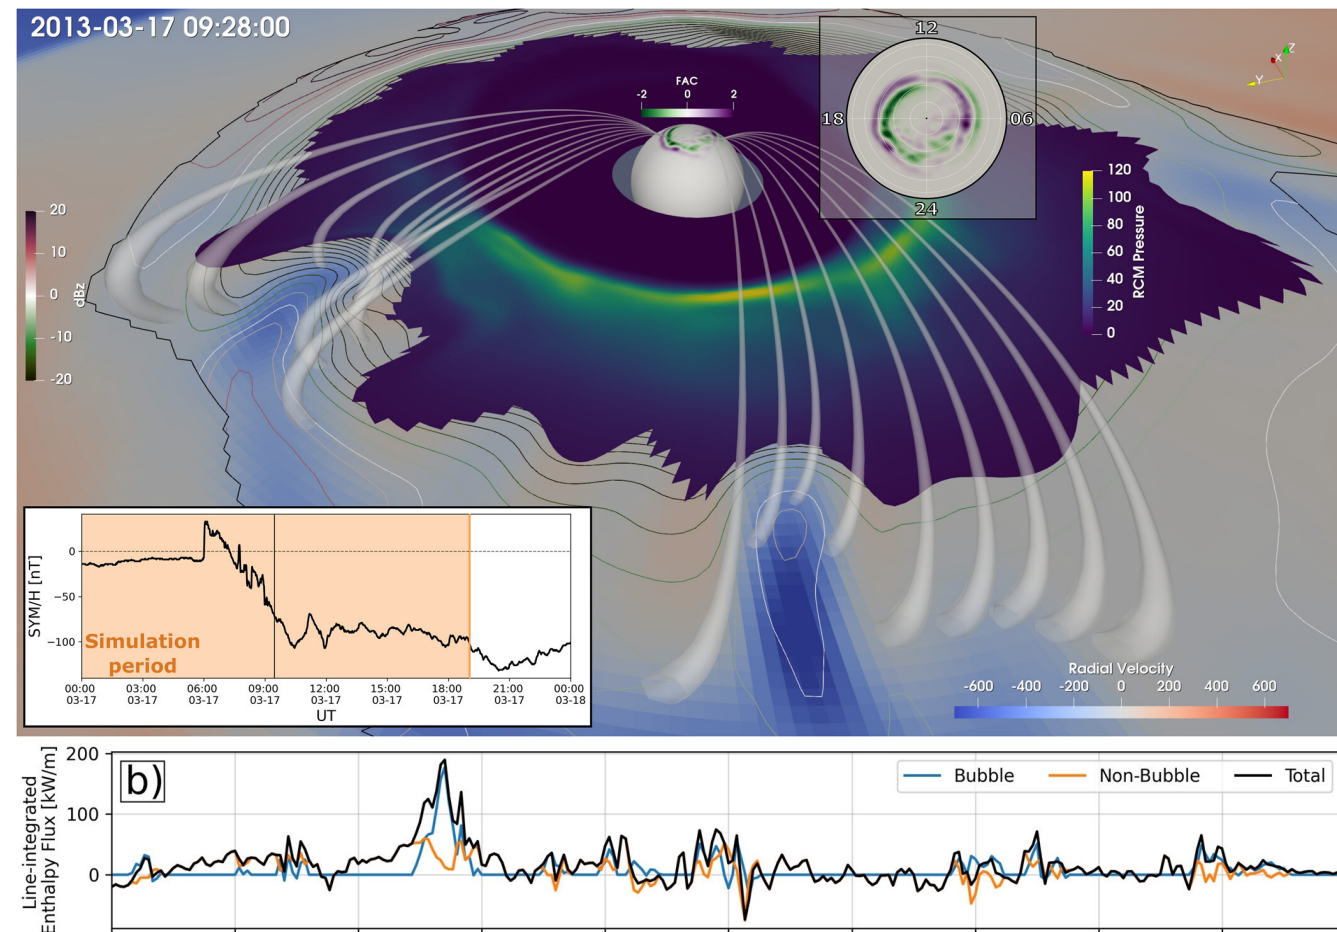 2013-03-17 09:28:00
FAC
-2 0 2
12
18
06
24
Z
X
Y
120
100
80
60
40
20
0
RCM Pressure
20
10
0
-10
-20
dBz
SYM/H [nT]
0
−50
−100
Simulation
period
00:00 03:00 06:00 09:00 12:00 15:00 18:00 21:00 00:00
03-17 03-17 03-17 03-17 03-17 03-17 03-17 03-17 03-18
UT
Radial Velocity
-600 -400 -200 0 200 400 600
b)
Line-integrated
Enthalpy Flux [kW/m]
200
100
0
Bubble Non-Bubble Total